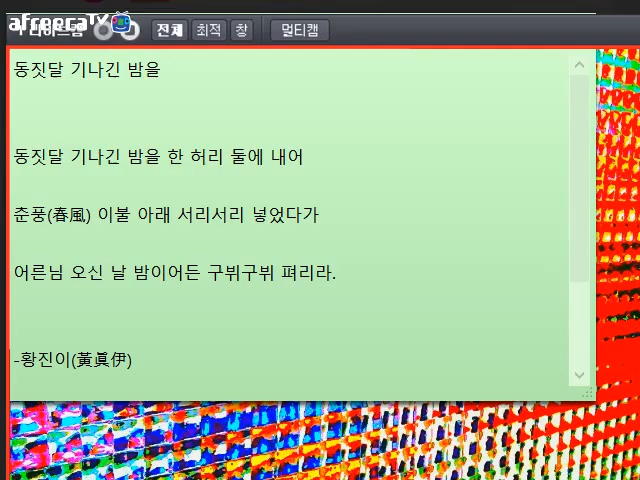 afreecaTV
전체 최적 창 멀티캠
동짓달 기나긴 밤을
동짓달 기나긴 밤을 한 허리 둘에 내어
춘풍(春風) 이불 아래 서리서리 넣었다가
어른님 오신 날 밤이어든 구뷔구뷔 펴리라.
-황진이(黃眞伊)